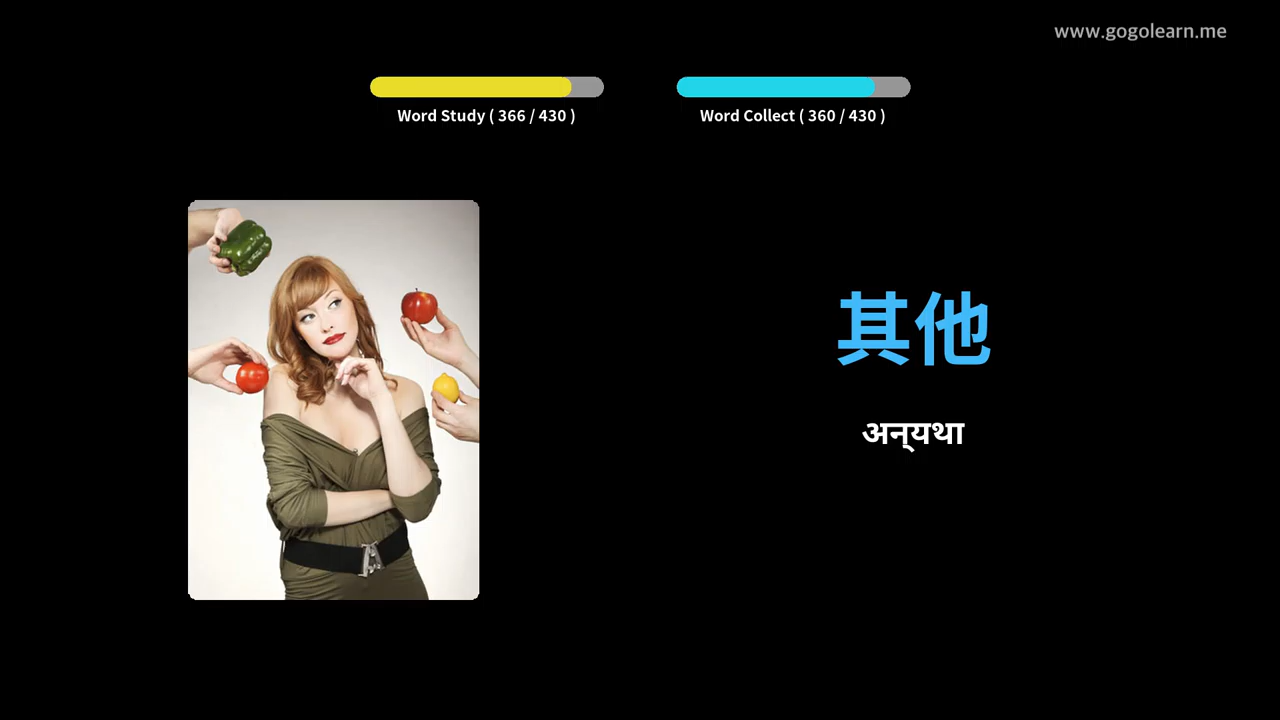 www.gogolearn.me
Word Study ( 366 / 430 )
Word Collect ( 360 / 430 )
其他
अन्‌यथा